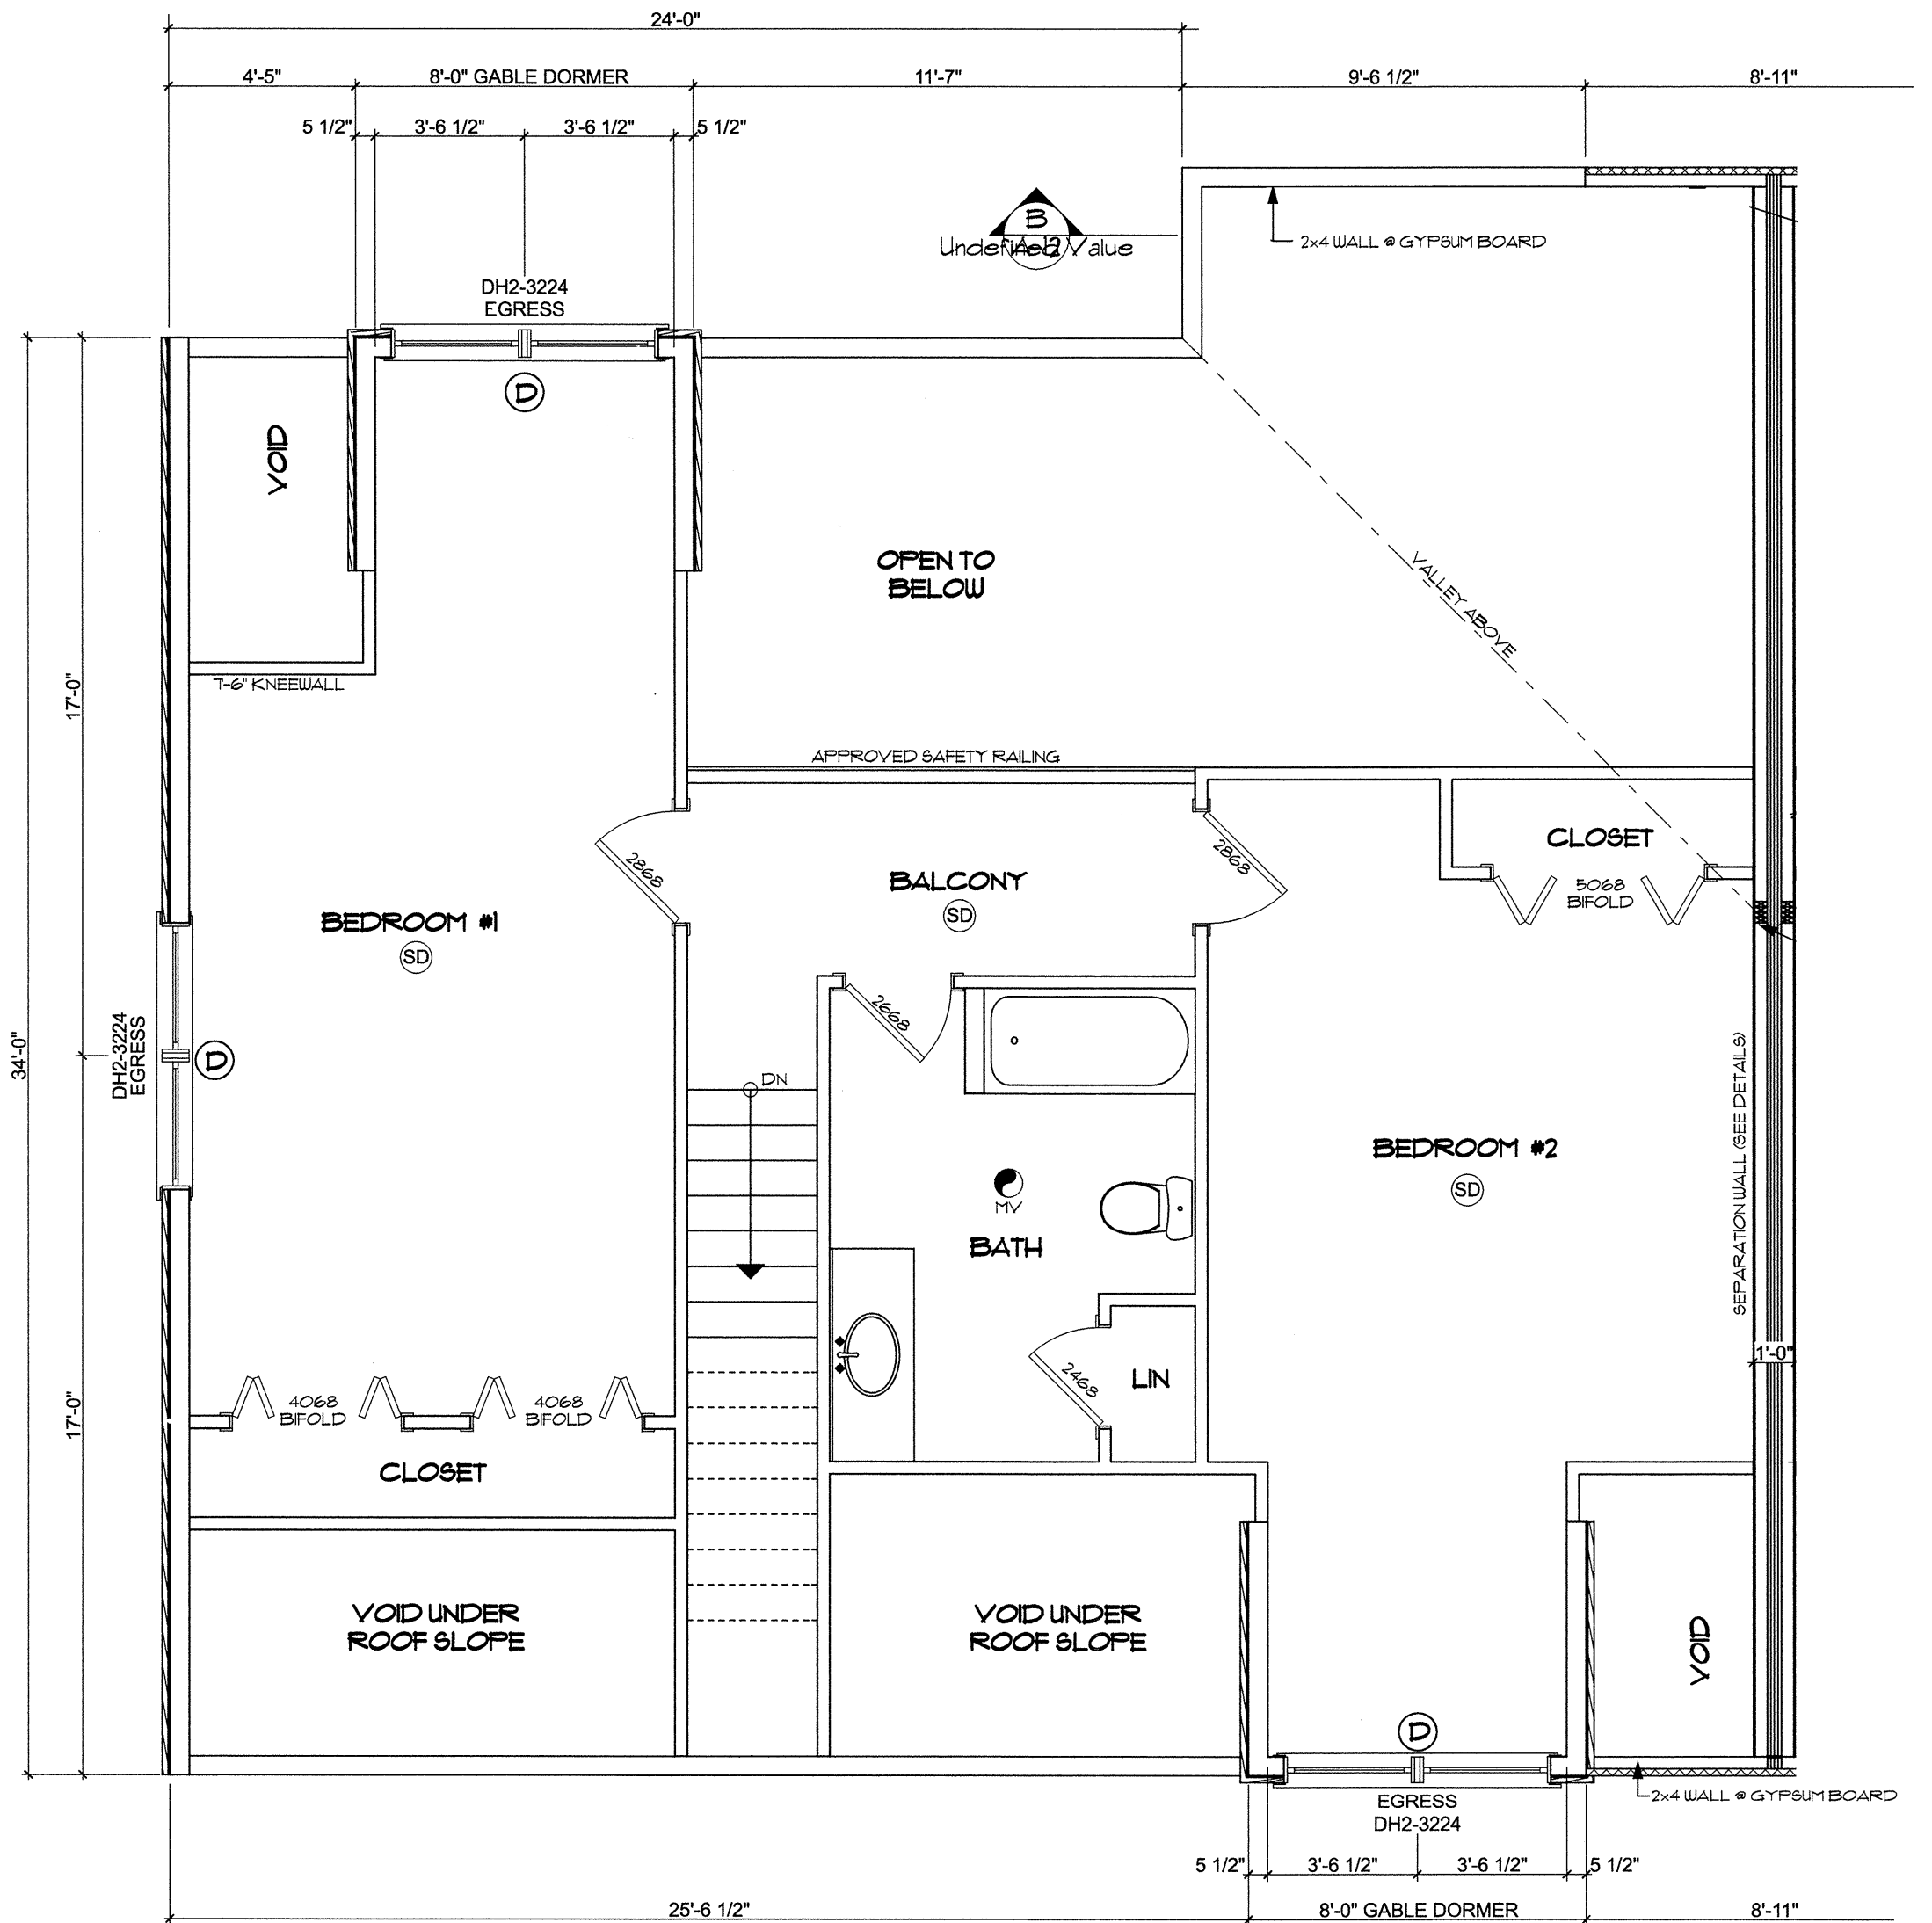 24'-0"
4'-5"
8'-0" GABLE DORMER
11'-7"
9'-6 1/2"
8'-11"
5 1/2"
3'-6 1/2"
3'-6 1/2"
5 1/2"
B
Undefined Value
A-12
2x4 WALL @ GYPSUM BOARD
DH2-3224
EGRESS
D
VOID
OPEN TO
BELOW
VALLEY ABOVE
7'-6" KNEEWALL
17'-0"
APPROVED SAFETY RAILING
CLOSET
2868
2868
BALCONY
SD
5068
BIFOLD
BEDROOM #1
SD
2668
34'-0"
DH2-3224
EGRESS
D
DN
SEPARATION WALL (SEE DETAILS)
BEDROOM #2
SD
MV
BATH
1'-0"
2468
LIN
4068
BIFOLD
4068
BIFOLD
17'-0"
CLOSET
VOID UNDER
ROOF SLOPE
VOID UNDER
ROOF SLOPE
VOID
D
2x4 WALL @ GYPSUM BOARD
EGRESS
DH2-3224
5 1/2"
3'-6 1/2"
3'-6 1/2"
5 1/2"
25'-6 1/2"
8'-0" GABLE DORMER
8'-11"